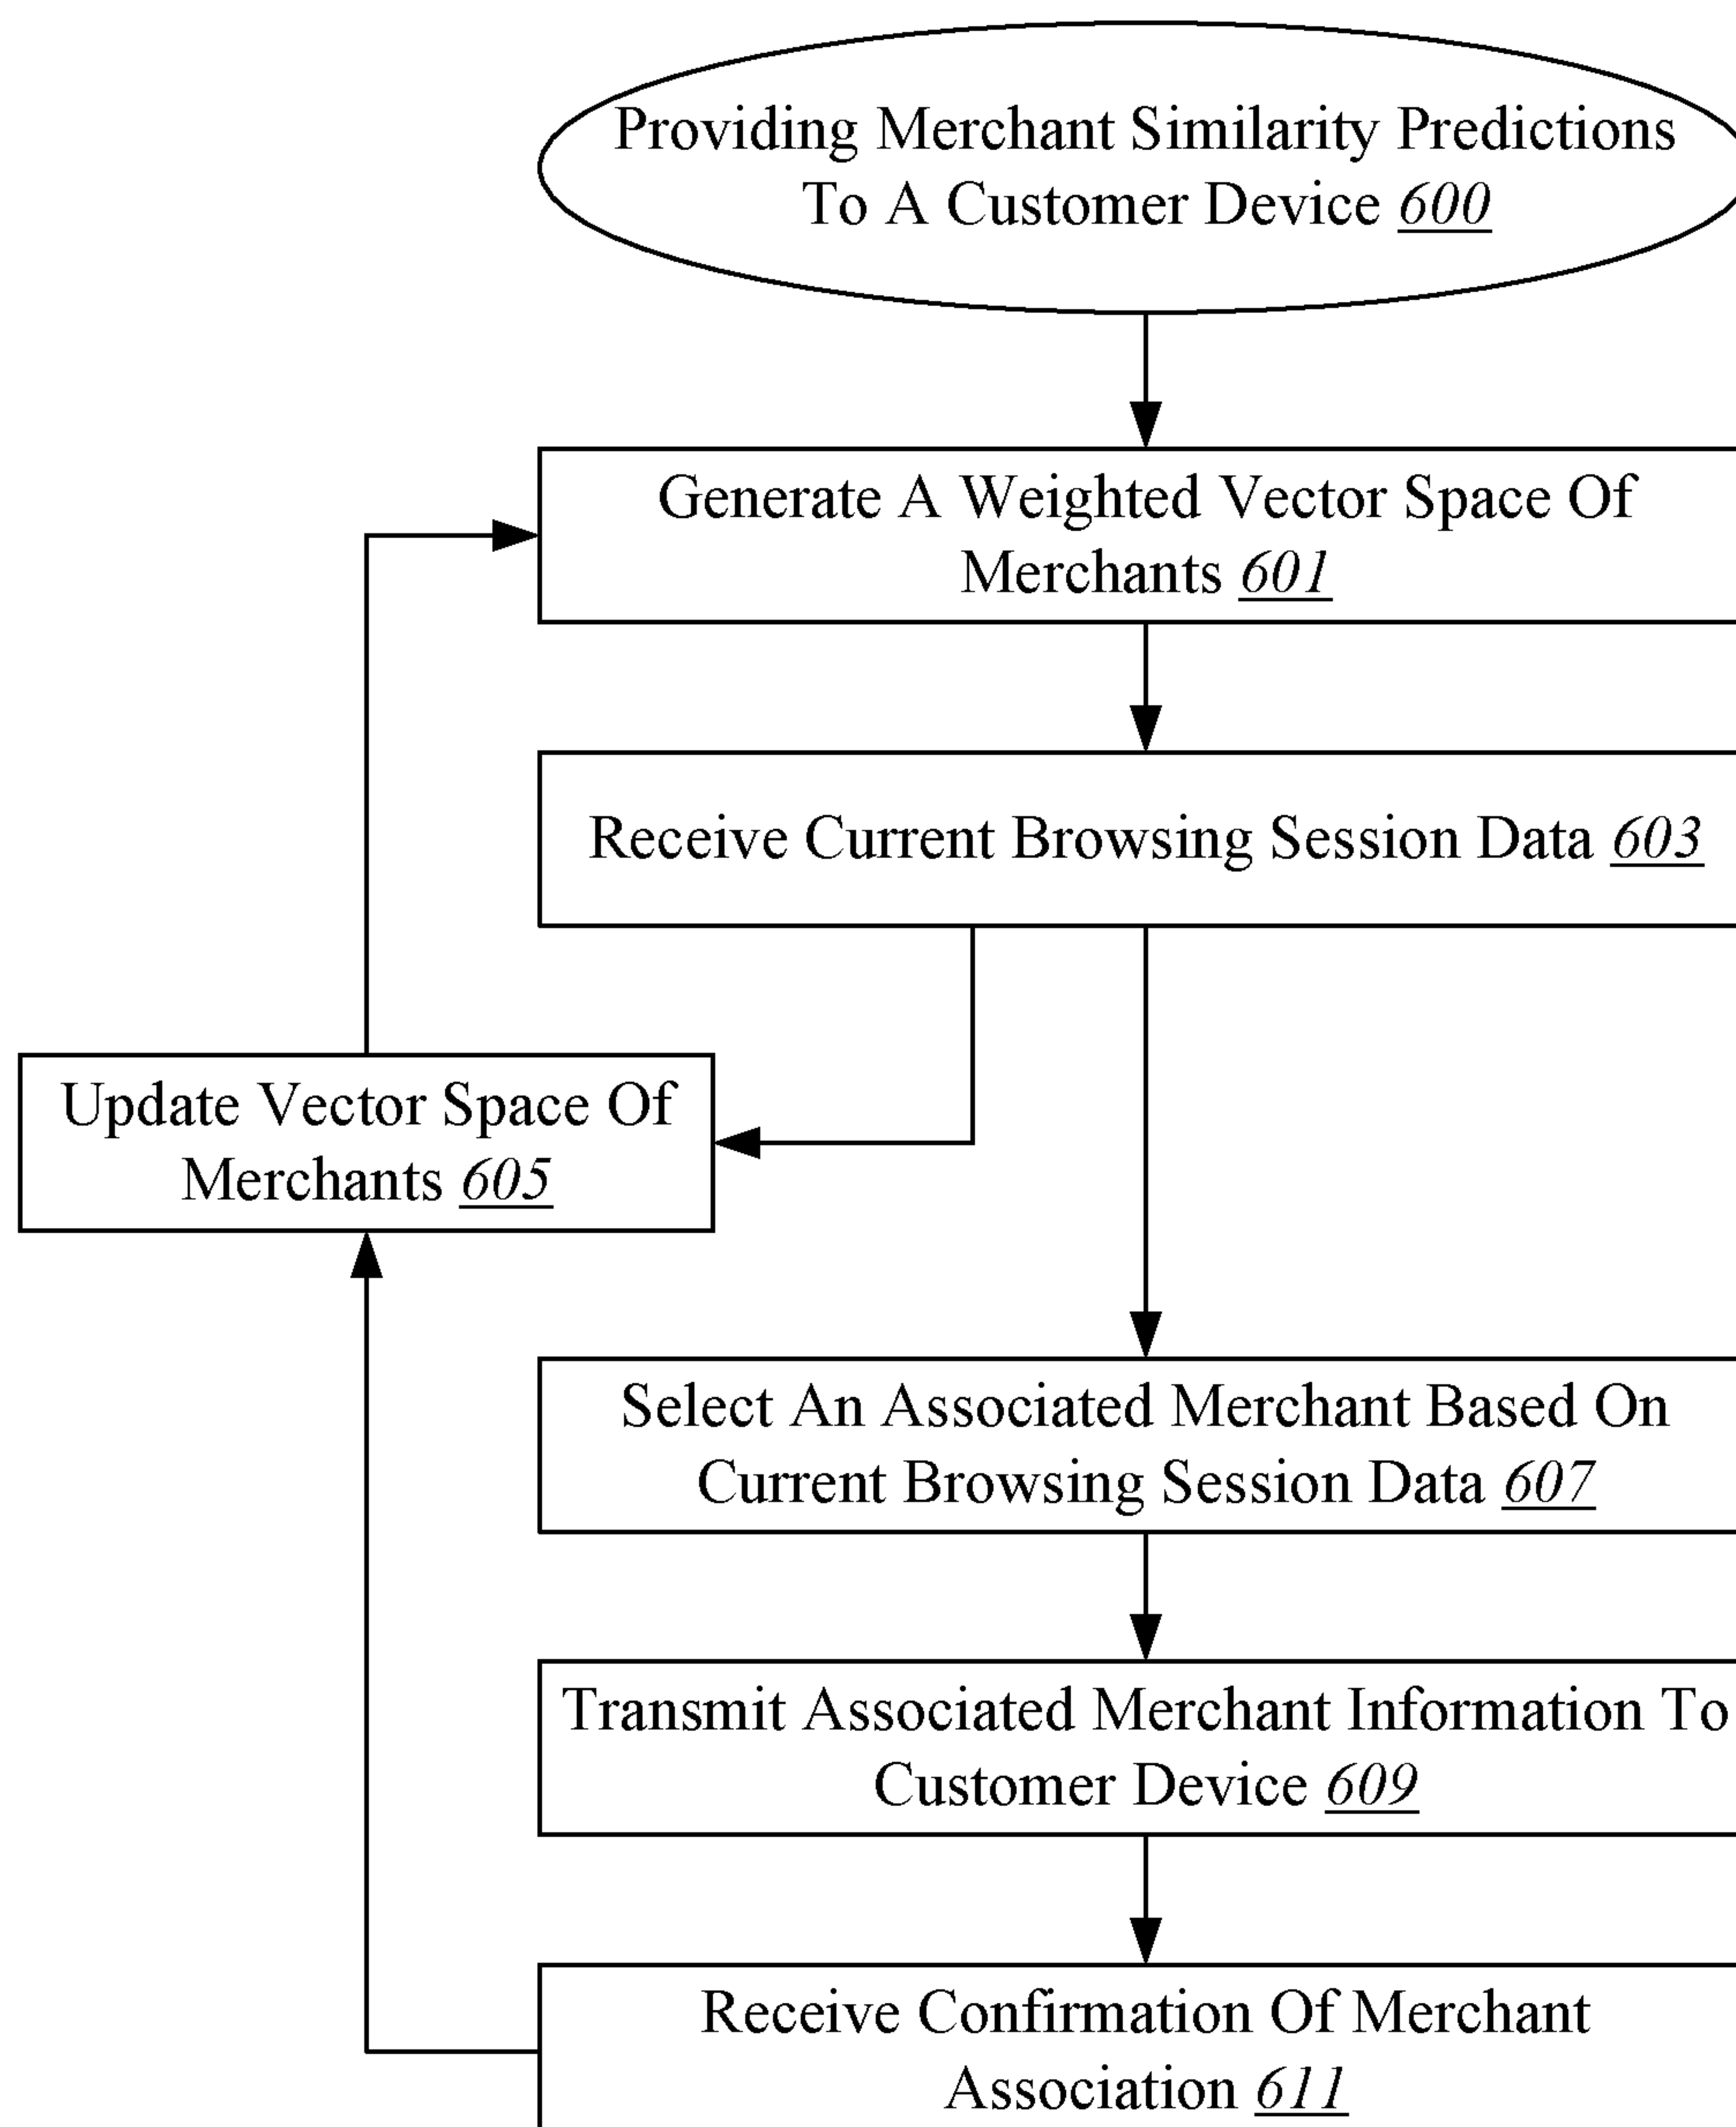 Providing Merchant Similarity Predictions
To A Customer Device 600
Generate A Weighted Vector Space Of
Merchants 601
Receive Current Browsing Session Data 603
Update Vector Space Of
Merchants 605
Select An Associated Merchant Based On
Current Browsing Session Data 607
Transmit Associated Merchant Information To
Customer Device 609
Receive Confirmation Of Merchant
Association 611